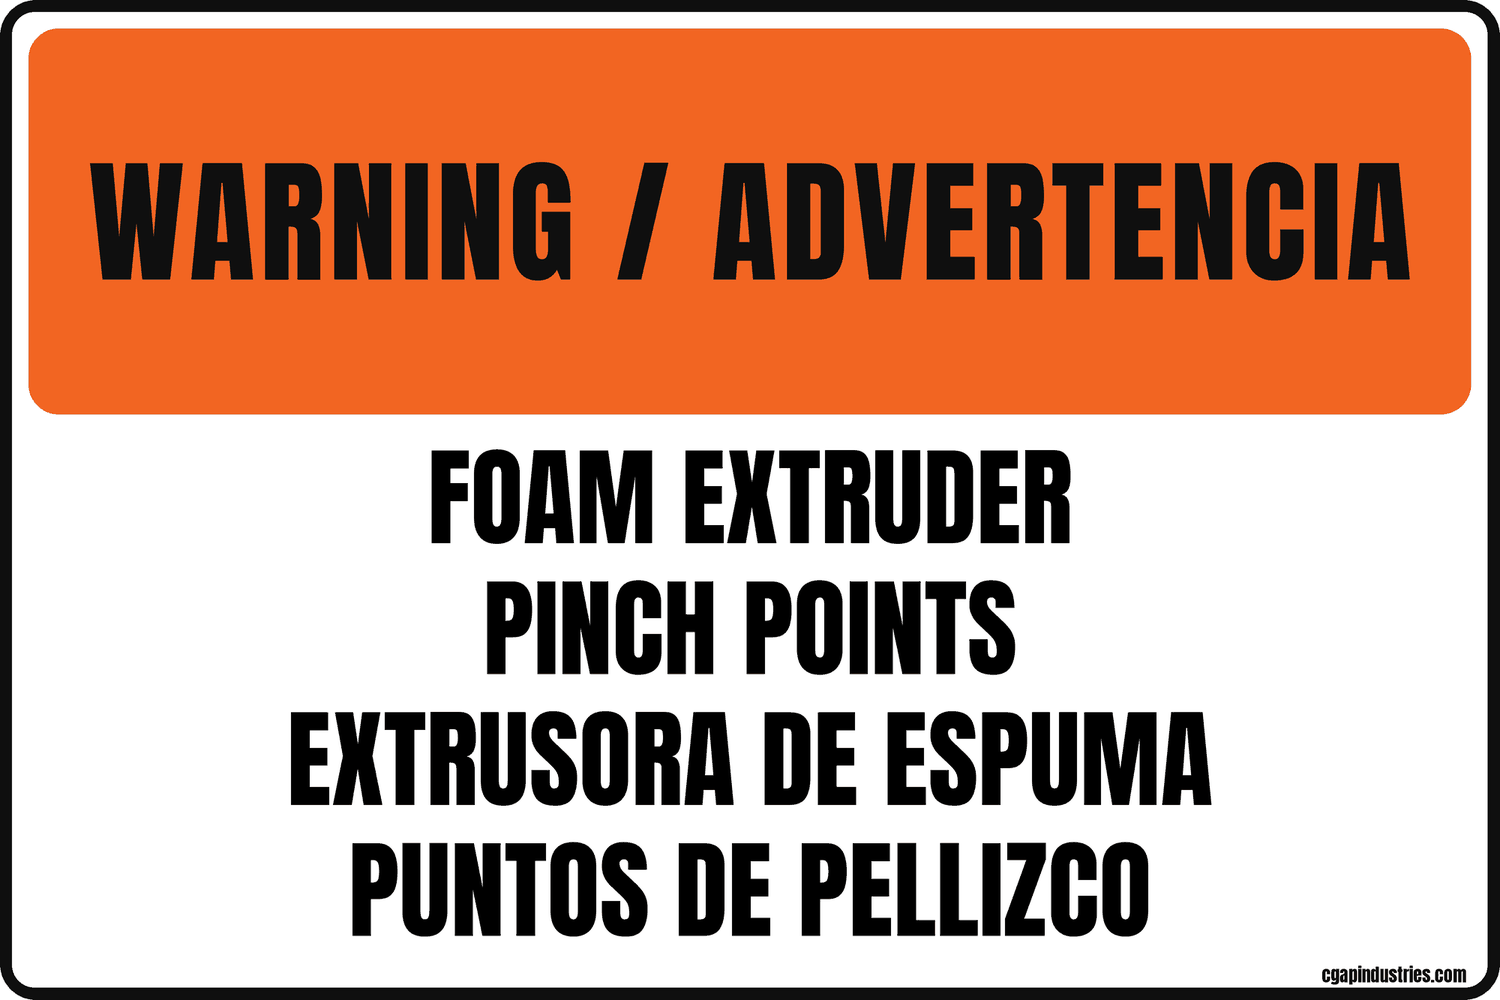 WARNING / ADVERTENCIA
FOAM EXTRUDER
PINCH POINTS
EXTRUSORA DE ESPUMA
PUNTOS DE PELLIZCO
cgapindustries.com